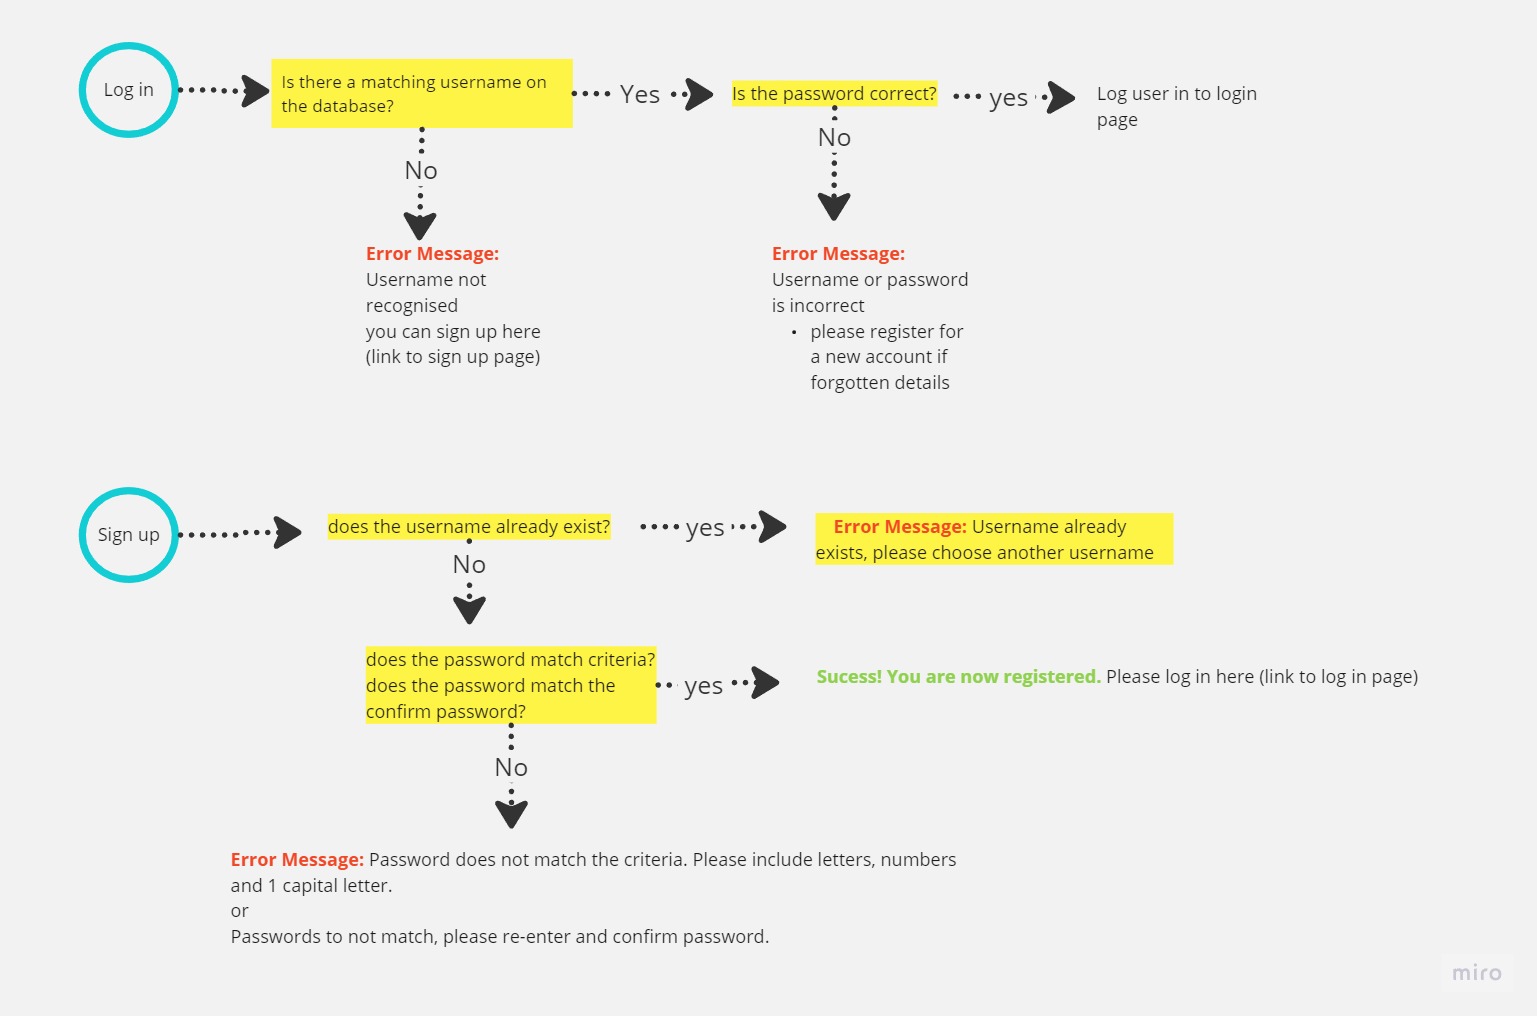 Log in
Is there a matching username on
the database?
Yes
Is the password correct?
yes
Log user in to login
page
No
No
Error Message:
Username not
recognised
you can sign up here
(link to sign up page)
Error Message:
Username or password
is incorrect
• please register for
a new account if
forgotten details
Sign up
does the username already exist?
yes
Error Message: Username already
exists, please choose another username
No
does the password match criteria?
does the password match the
confirm password?
yes
Sucess! You are now registered. Please log in here (link to log in page)
No
Error Message: Password does not match the criteria. Please include letters, numbers
and 1 capital letter.
or
Passwords to not match, please re-enter and confirm password.
miro